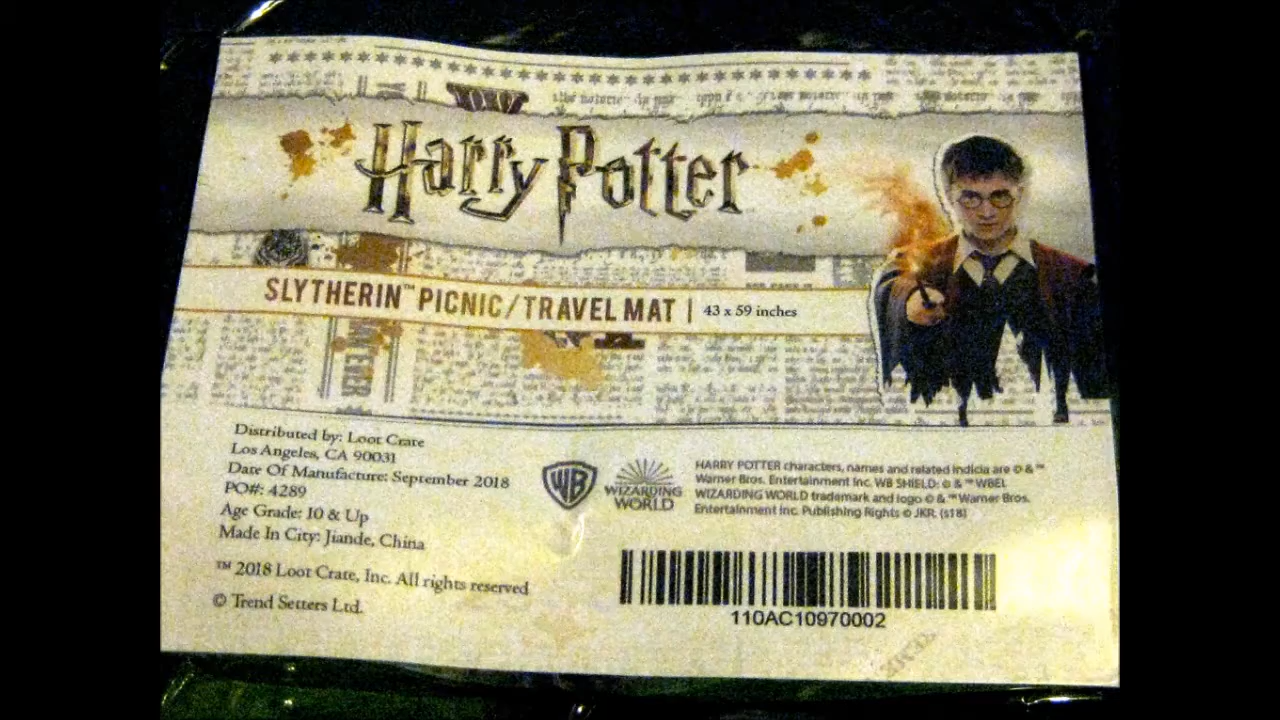 Harry Potter
SLYTHERIN™ PICNIC/TRAVEL MAT | 43 x 59 inches
Distributed by: Loot Crate
Los Angeles, CA 90031
Date Of Manufacture: September 2018
PO#: 4289
Age Grade: 10 & Up
Made In City: Jiande, China
™ 2018 Loot Crate, Inc. All rights reserved
© Trend Setters Ltd.
WB
WIZARDING
WORLD
HARRY POTTER characters, names and related indicia are © & ™
Warner Bros. Entertainment Inc. WB SHIELD: © & ™ WBEI.
WIZARDING WORLD trademark and logo © & ™ Warner Bros.
Entertainment Inc. Publishing Rights © JKR. (s18)
110AC10970002